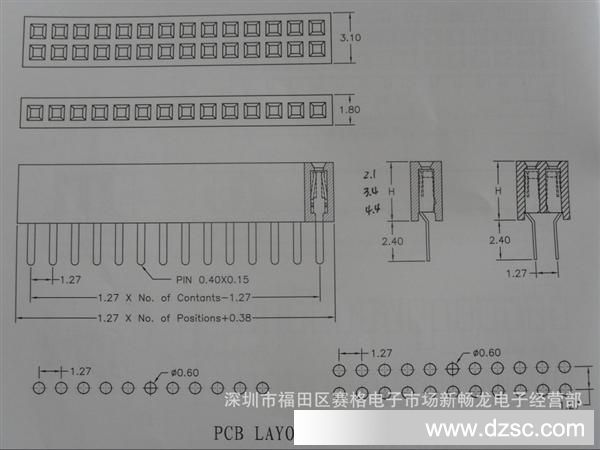 3.10
1.80
2.1
3.4
4.4
H
H
2.40
2.40
1.27
PIN 0.40X0.15
1.27
1.27 X No. of Contants-1.27
1.27 X No. of Positions+0.38
1.27
ø0.60
1.27
ø0.60
深圳市福田区赛格电子市场新畅龙电子经营部
PCB LAYO
www.dzsc.com